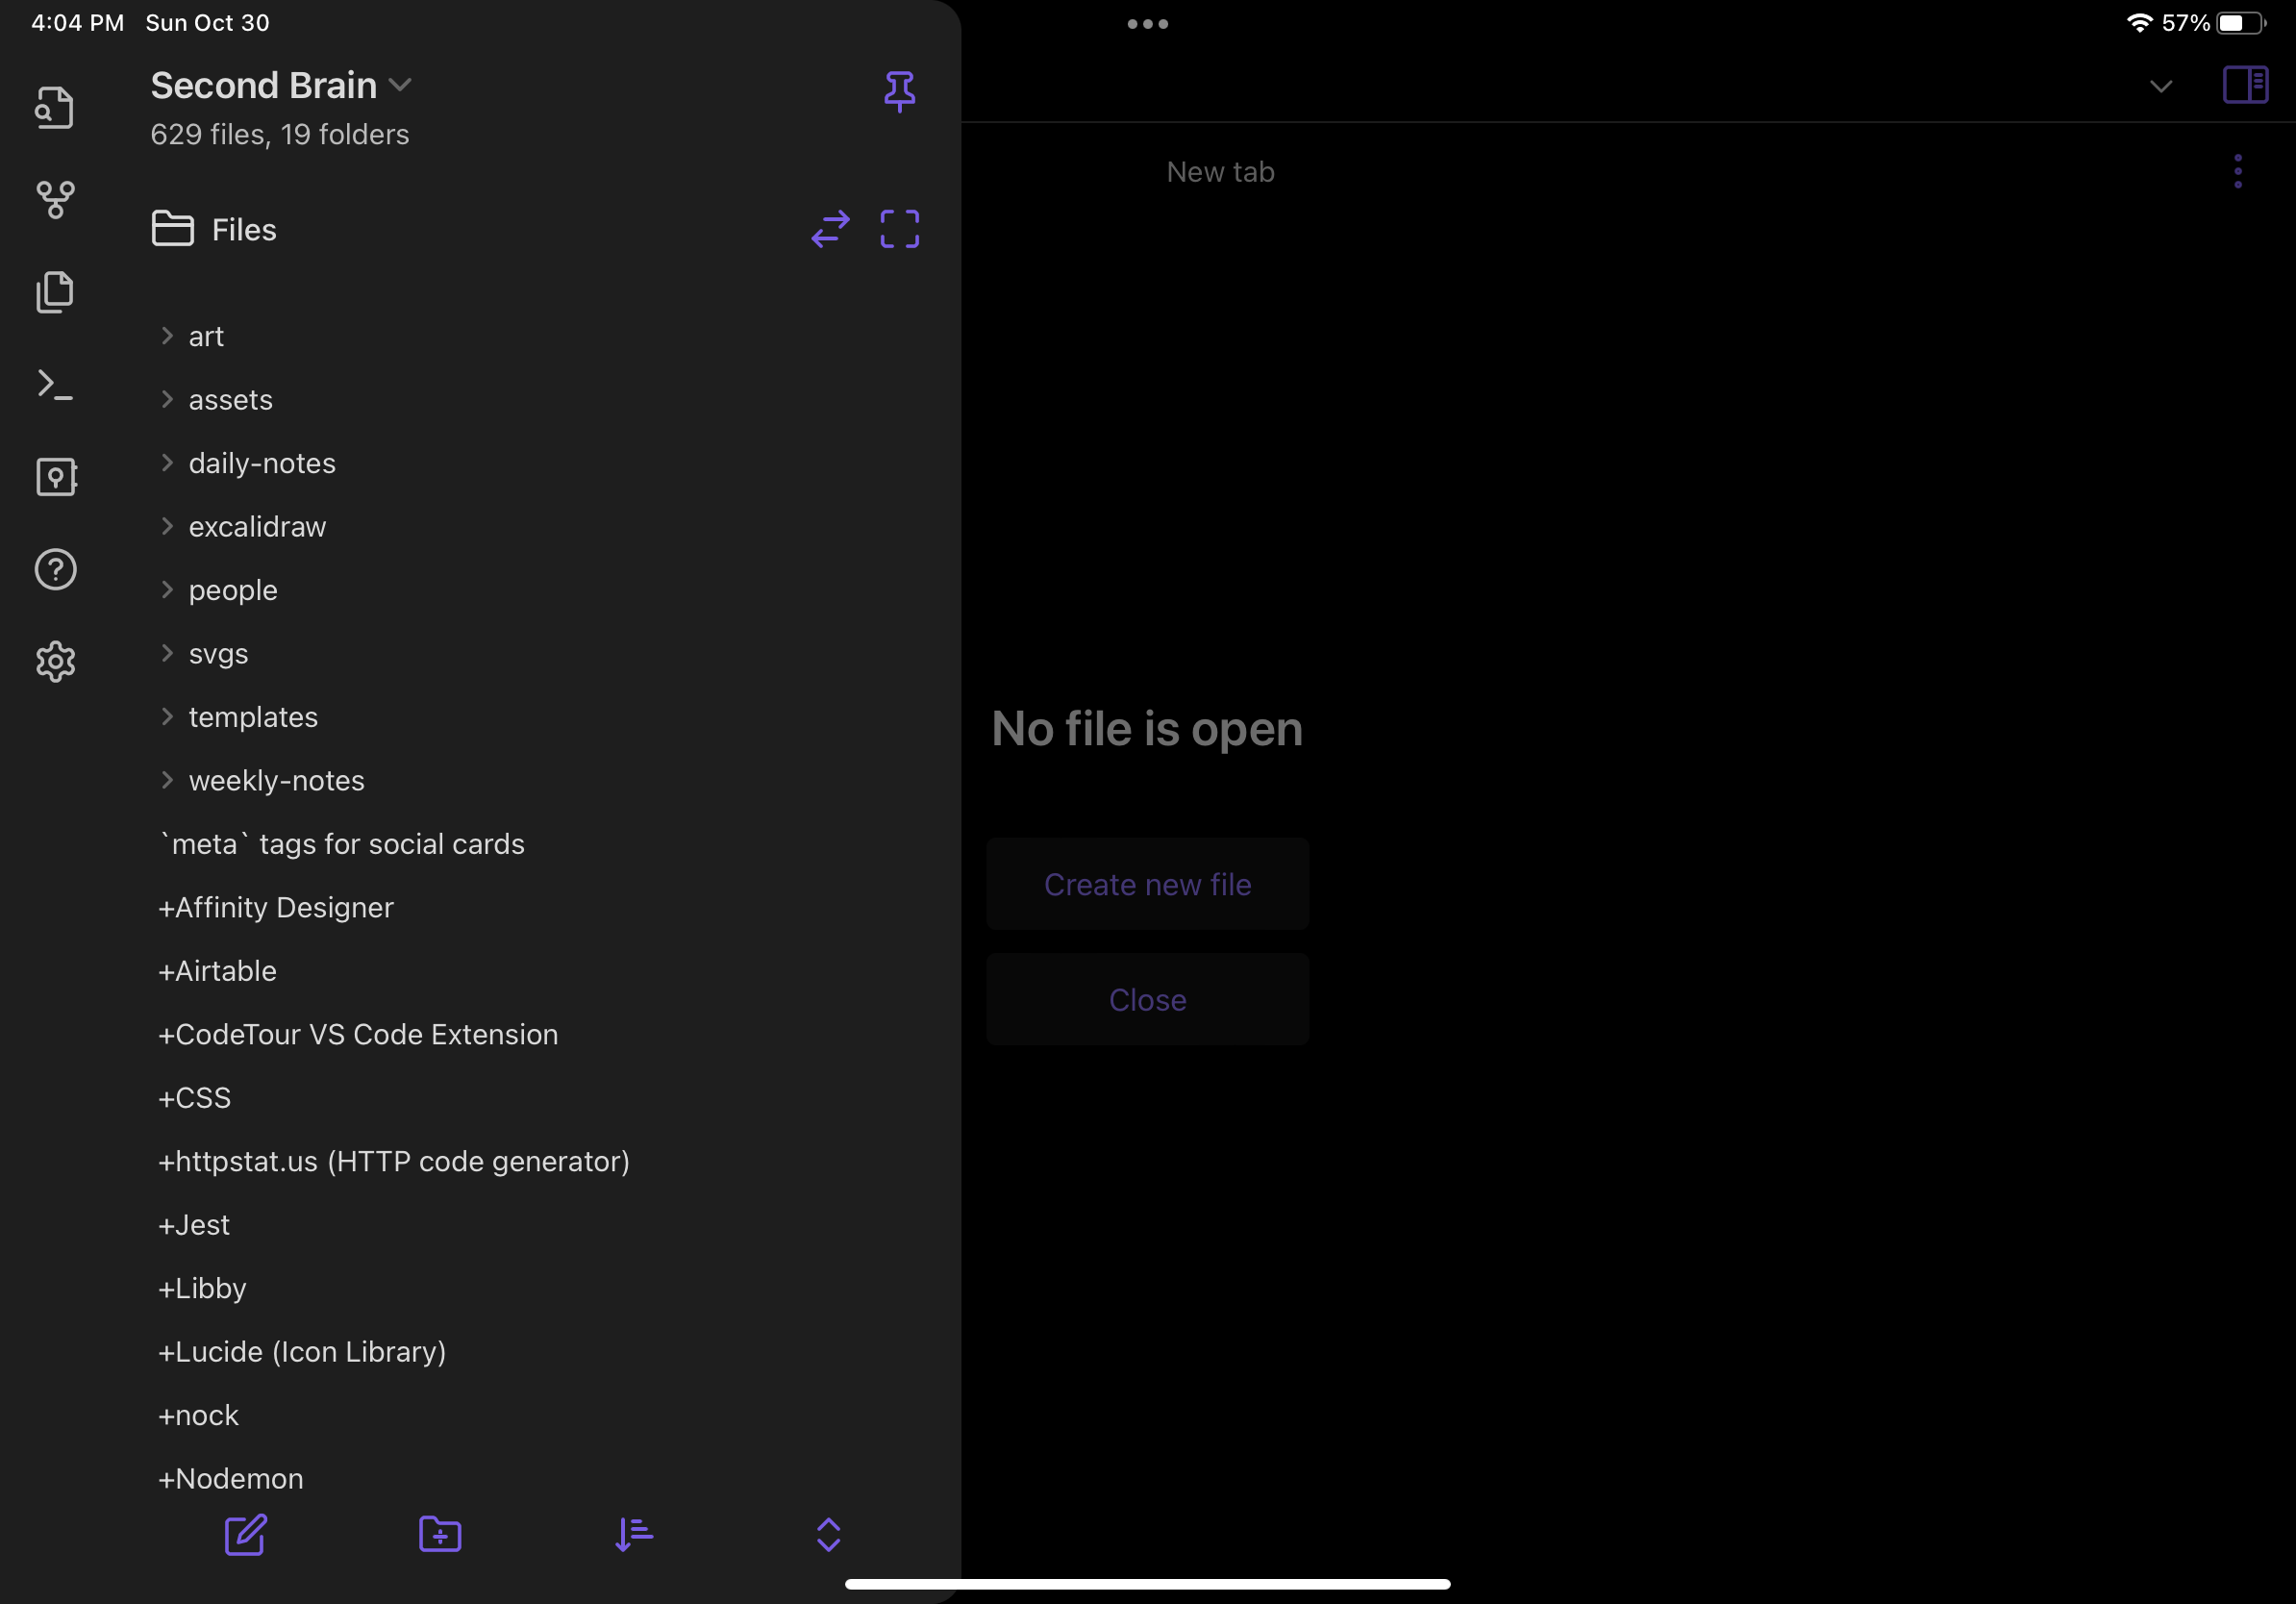 4:04 PM Sun Oct 30
57%
Second Brain
629 files, 19 folders
Files
art
assets
daily-notes
excalidraw
people
svgs
templates
weekly-notes
`meta` tags for social cards
+Affinity Designer
+Airtable
+CodeTour VS Code Extension
+CSS
+httpstat.us (HTTP code generator)
+Jest
+Libby
+Lucide (Icon Library)
+nock
+Nodemon
New tab
No file is open
Create new file
Close